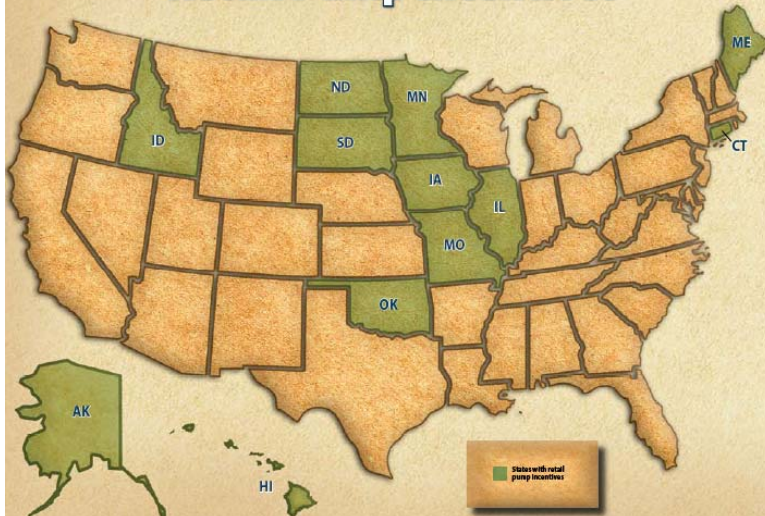 ME
ND
MN
ID
SD
CT
IA
IL
MO
OK
AK
HI
States with retail
pump incentives